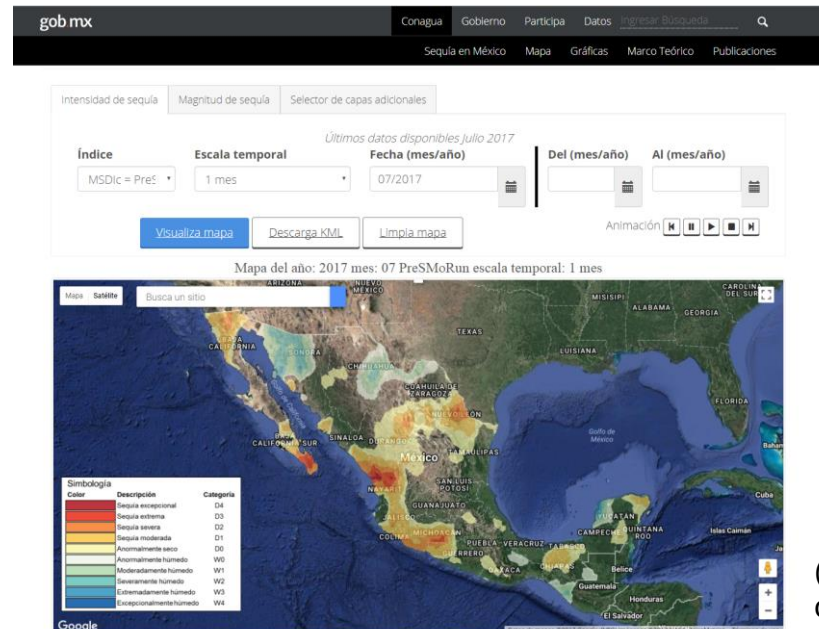 gob mx
Conagua Gobierno Participa Datos Ingresar Búsqueda
Sequía en México Mapa Gráficas Marco Teórico Publicaciones
Intensidad de sequía Magnitud de sequía Selector de capas adicionales
Últimos datos disponibles Julio 2017
Índice Escala temporal Fecha (mes/año) Del (mes/año) Al (mes/año)
MSDIc = PreS 1 mes 07/2017
Visualiza mapa Descarga KML Limpia mapa Animación
Mapa del año: 2017 mes: 07 PreSMoRun escala temporal: 1 mes
Mapa Satélite Busca un sitio
ARIZONA
NUEVO MÉXICO
MISISIPI
CAROLINA DEL SUR
ALABAMA
GEORGIA
TEXAS
BAJA CALIFORNIA
SONORA
LUISIANA
CHIHUAHUA
COAHUILA DE ZARAGOZA
FLORIDA
NUEVO LEÓN
Golfo de México
BAJA CALIFORNIA SUR
SINALOA
DURANGO
Baham
México
TAMAULIPAS
SAN LUIS POTOSÍ
NAYARIT
Cuba
GUANAJUATO
YUCATÁN
JALISCO
COLIMA
MICHOACÁN
CAMPECHE
QUINTANA ROO
Islas Caimán
PUEBLA
VERACRUZ
TABASCO
GUERRERO
Ja
OAXACA
CHIAPAS
Belice
Guatemala
Honduras
El Salvador
Simbología
Color Descripción Categoría
Sequía excepcional D4
Sequía extrema D3
Sequía severa D2
Sequía moderada D1
Anormalmente seco D0
Anormalmente húmedo W0
Moderadamente húmedo W1
Severamente húmedo W2
Extremadamente húmedo W3
Excepcionalmente húmedo W4
Google